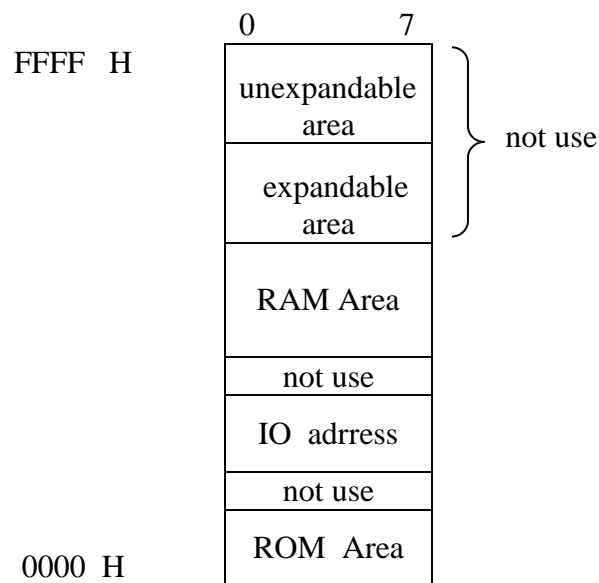 0 7
FFFF H
unexpandable
area
not use
expandable
area
RAM Area
not use
IO adrress
not use
ROM Area
0000 H